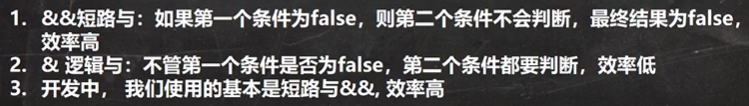 1. &&短路与：如果第一个条件为false，则第二个条件不会判断，最终结果为false，
效率高
2. & 逻辑与：不管第一个条件是否为false，第二个条件都要判断，效率低
3. 开发中， 我们使用的基本是短路与&&, 效率高